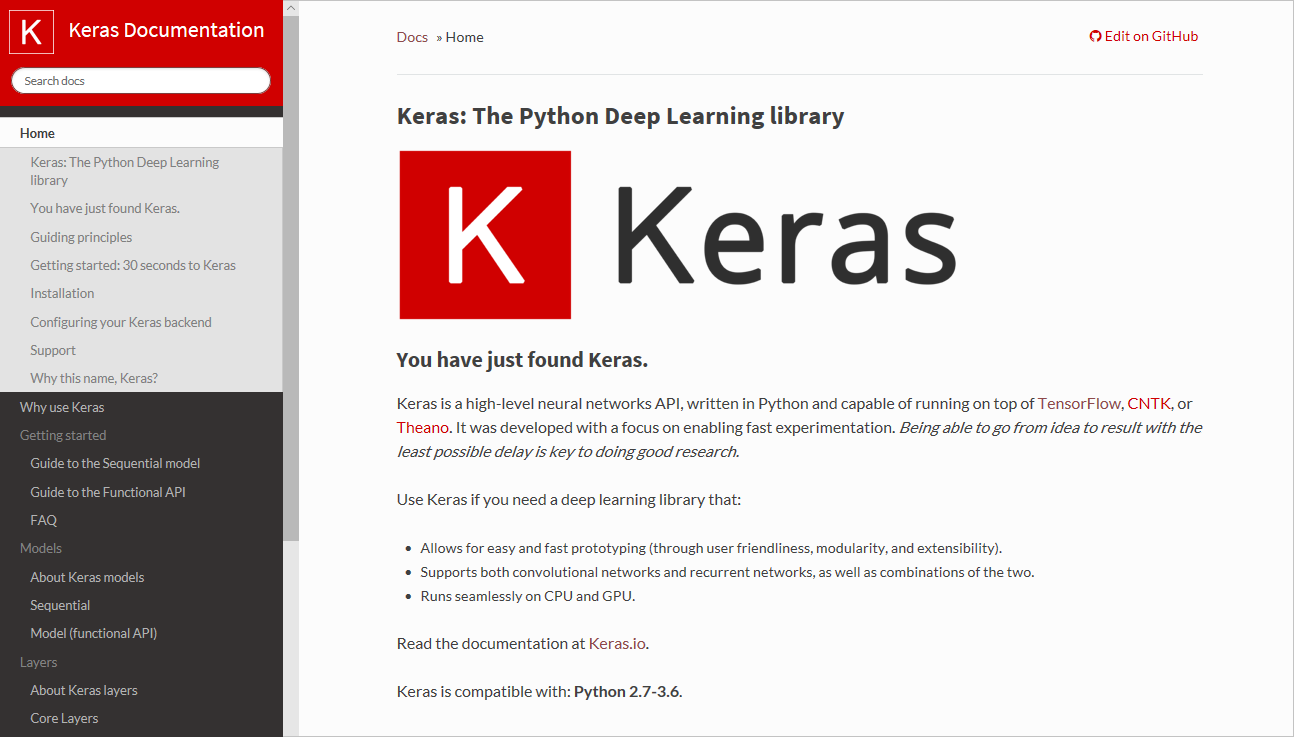 K
Keras Documentation
Search docs
Home
Keras: The Python Deep Learning
library
You have just found Keras.
Guiding principles
Getting started: 30 seconds to Keras
Installation
Configuring your Keras backend
Support
Why this name, Keras?
Why use Keras
Getting started
Guide to the Sequential model
Guide to the Functional API
FAQ
Models
About Keras models
Sequential
Model (functional API)
Layers
About Keras layers
Core Layers
Docs » Home
Edit on GitHub
Keras: The Python Deep Learning library
K Keras
You have just found Keras.
Keras is a high-level neural networks API, written in Python and capable of running on top of TensorFlow, CNTK, or
Theano. It was developed with a focus on enabling fast experimentation. Being able to go from idea to result with the
least possible delay is key to doing good research.
Use Keras if you need a deep learning library that:
• Allows for easy and fast prototyping (through user friendliness, modularity, and extensibility).
• Supports both convolutional networks and recurrent networks, as well as combinations of the two.
• Runs seamlessly on CPU and GPU.
Read the documentation at Keras.io.
Keras is compatible with: Python 2.7-3.6.